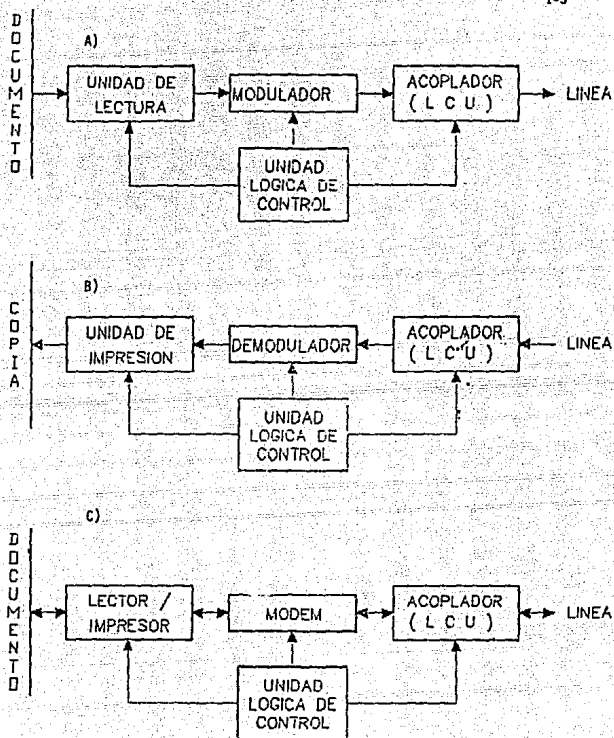 A)
DOCUMENTO
UNIDAD DE
LECTURA
MODULADOR
ACOPLADOR
( L C U )
LINEA
UNIDAD
LOGICA DE
CONTROL
B)
COPIA
UNIDAD DE
IMPRESION
DEMODULADOR
ACOPLADOR
( L C U )
LINEA
UNIDAD
LOGICA DE
CONTROL
C)
DOCUMENTO
LECTOR /
IMPRESOR
MODEM
ACOPLADOR
( L C U )
LINEA
UNIDAD
LOGICA DE
CONTROL